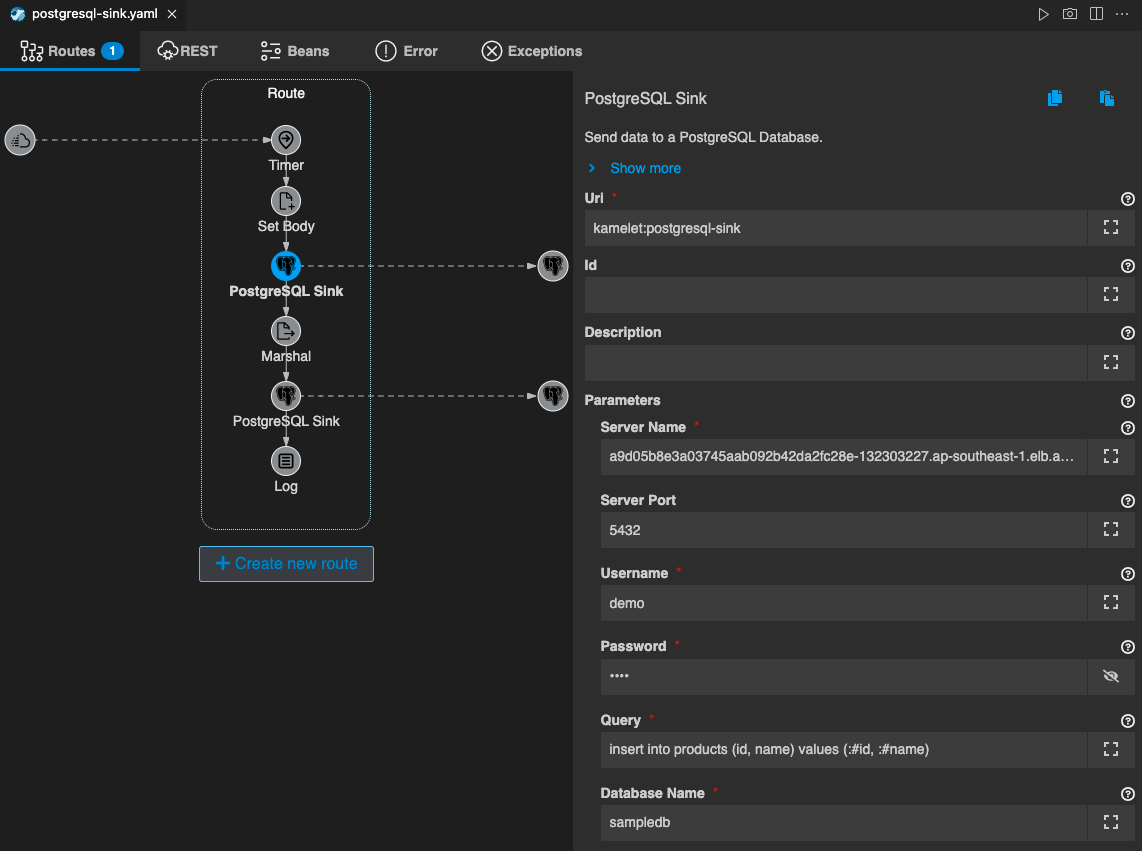 postgresql-sink.yaml
Routes 1
REST
Beans
Error
Exceptions
Route
Timer
Set Body
PostgreSQL Sink
Marshal
PostgreSQL Sink
Log
Create new route
PostgreSQL Sink
Send data to a PostgreSQL Database.
Show more
Uri *
kamelet:postgresql-sink
Id
Description
Parameters
Server Name *
a9d05b8e3a03745aab092b42da2fc28e-132303227.ap-southeast-1.elb.a...
Server Port
5432
Username *
demo
Password *
••••
Query *
insert into products (id, name) values (:#id, :#name)
Database Name *
sampledb